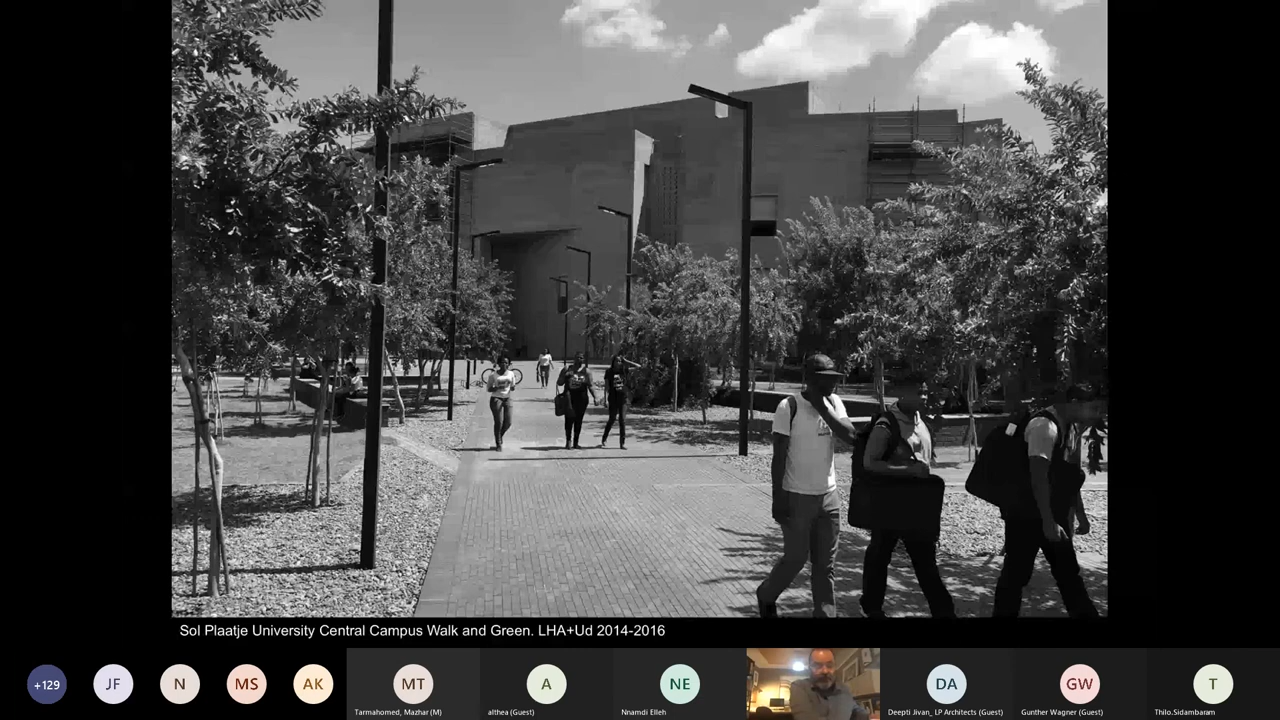 Sol Plaatje University Central Campus Walk and Green. LHA+Ud 2014-2016
+129
JF
N
MS
AK
MT
A
NE
DA
GW
T
Tarmahomed, Mazhar (M)
althea (Guest)
Nnamdi Elleh
Deepti Jivan_ LP Architects (Guest)
Gunther Wagner (Guest)
Thilo.Sidambaram